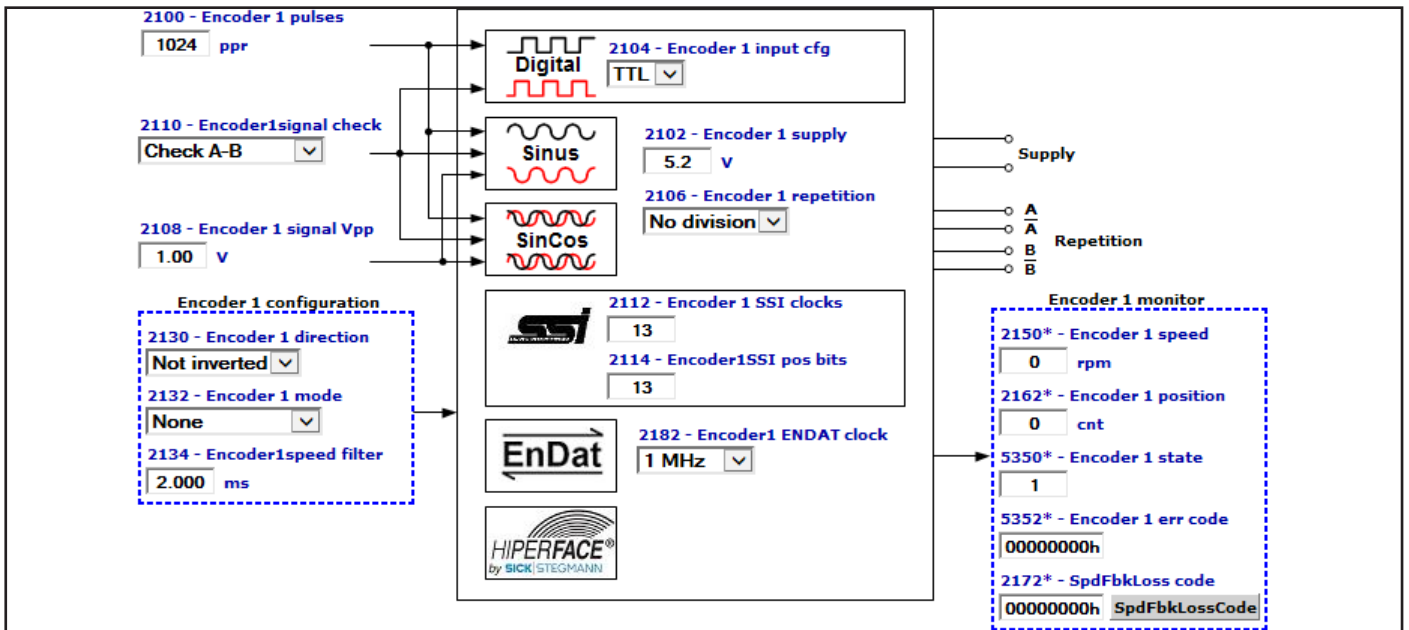 2100 - Encoder 1 pulses
1024 ppr
2110 - Encoder1signal check
Check A-B
2108 - Encoder 1 signal Vpp
1.00 V
Encoder 1 configuration
2130 - Encoder 1 direction
Not inverted
2132 - Encoder 1 mode
None
2134 - Encoder1speed filter
2.000 ms
Digital
2104 - Encoder 1 input cfg
TTL
Sinus
2102 - Encoder 1 supply
5.2 V
2106 - Encoder 1 repetition
No division
SinCos
SSI
2112 - Encoder 1 SSI clocks
13
2114 - Encoder1SSI pos bits
13
EnDat
2182 - Encoder1 ENDAT clock
1 MHz
HIPERFACE®
by SICK|STEGMANN
Supply
A
A̅
B
B̅
Repetition
Encoder 1 monitor
2150* - Encoder 1 speed
0 rpm
2162* - Encoder 1 position
0 cnt
5350* - Encoder 1 state
1
5352* - Encoder 1 err code
00000000h
2172* - SpdFbkLoss code
00000000h SpdFbkLossCode